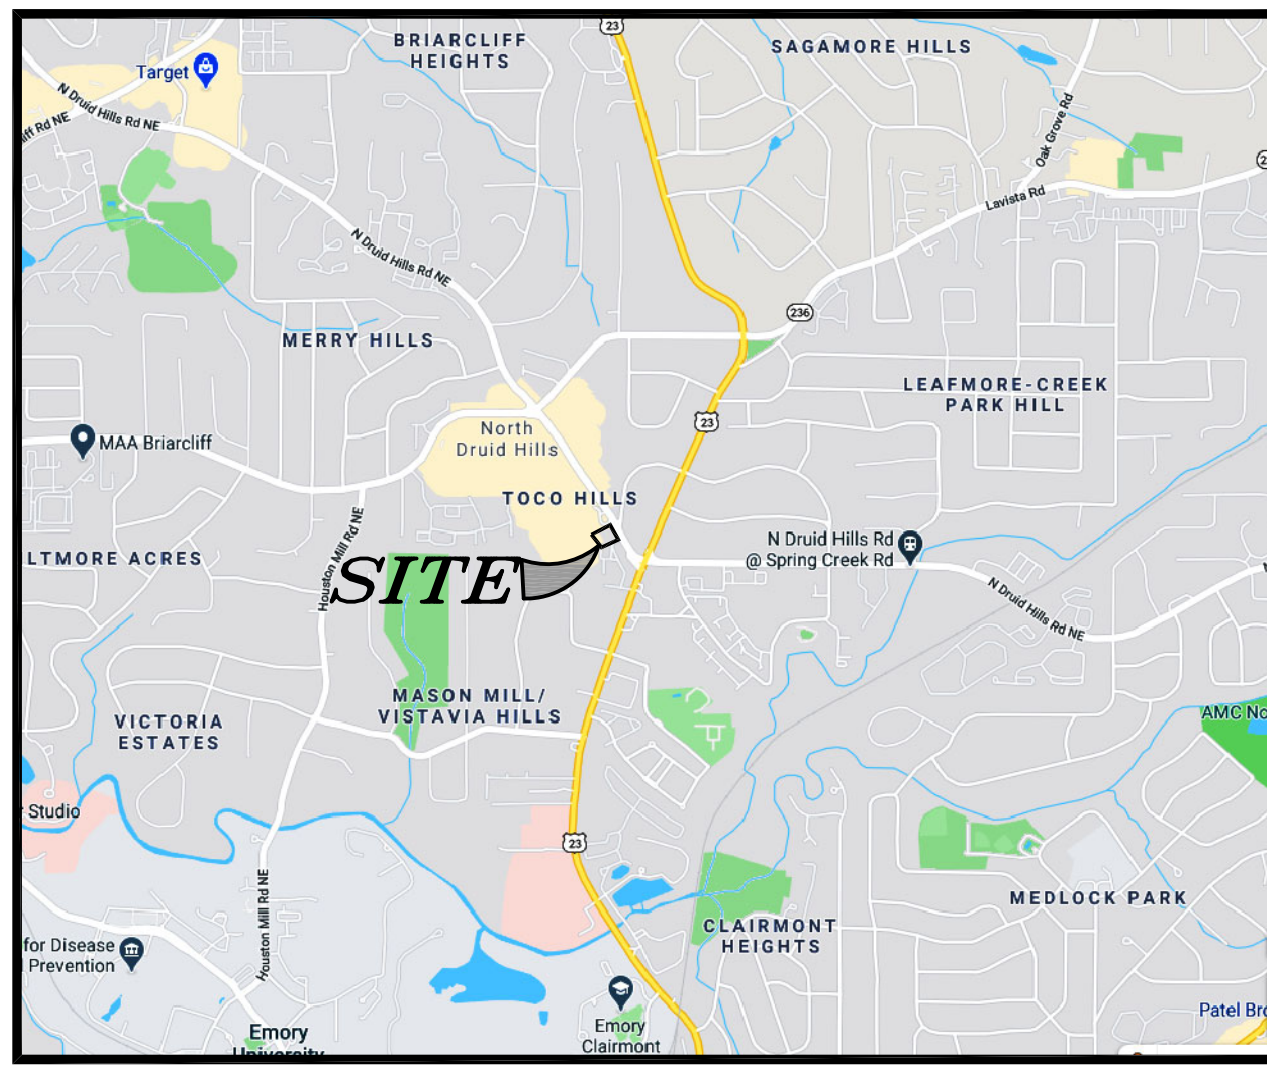 23
BRIARCLIFF
HEIGHTS
SAGAMORE HILLS
Target
N Druid Hills Rd NE
iff Rd NE
Oak Grove Rd
2
Lavista Rd
N Druid Hills Rd NE
236
MERRY HILLS
LEAFMORE-CREEK
PARK HILL
23
North
Druid Hills
MAA Briarcliff
TOCO HILLS
Houston Mill Rd NE
N Druid Hills Rd
@ Spring Creek Rd
LTMORE ACRES
SITE
N Druid Hills Rd NE
MASON MILL/
VISTAVIA HILLS
VICTORIA
ESTATES
AMC No
Studio
23
Houston Mill Rd NE
MEDLOCK PARK
CLAIRMONT
HEIGHTS
for Disease
Prevention
Patel Bro
Emory
University
Emory
Clairmont